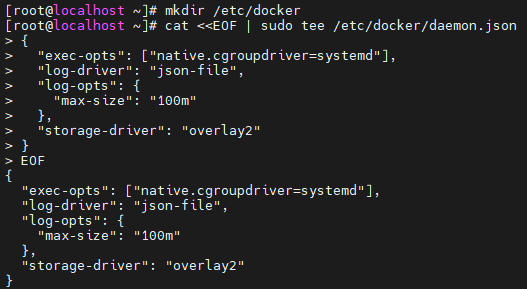 [root@localhost ~]# mkdir /etc/docker
[root@localhost ~]# cat <<EOF | sudo tee /etc/docker/daemon.json
> {
>   "exec-opts": ["native.cgroupdriver=systemd"],
>   "log-driver": "json-file",
>   "log-opts": {
>     "max-size": "100m"
>   },
>   "storage-driver": "overlay2"
> }
> EOF
{
  "exec-opts": ["native.cgroupdriver=systemd"],
  "log-driver": "json-file",
  "log-opts": {
    "max-size": "100m"
  },
  "storage-driver": "overlay2"
}